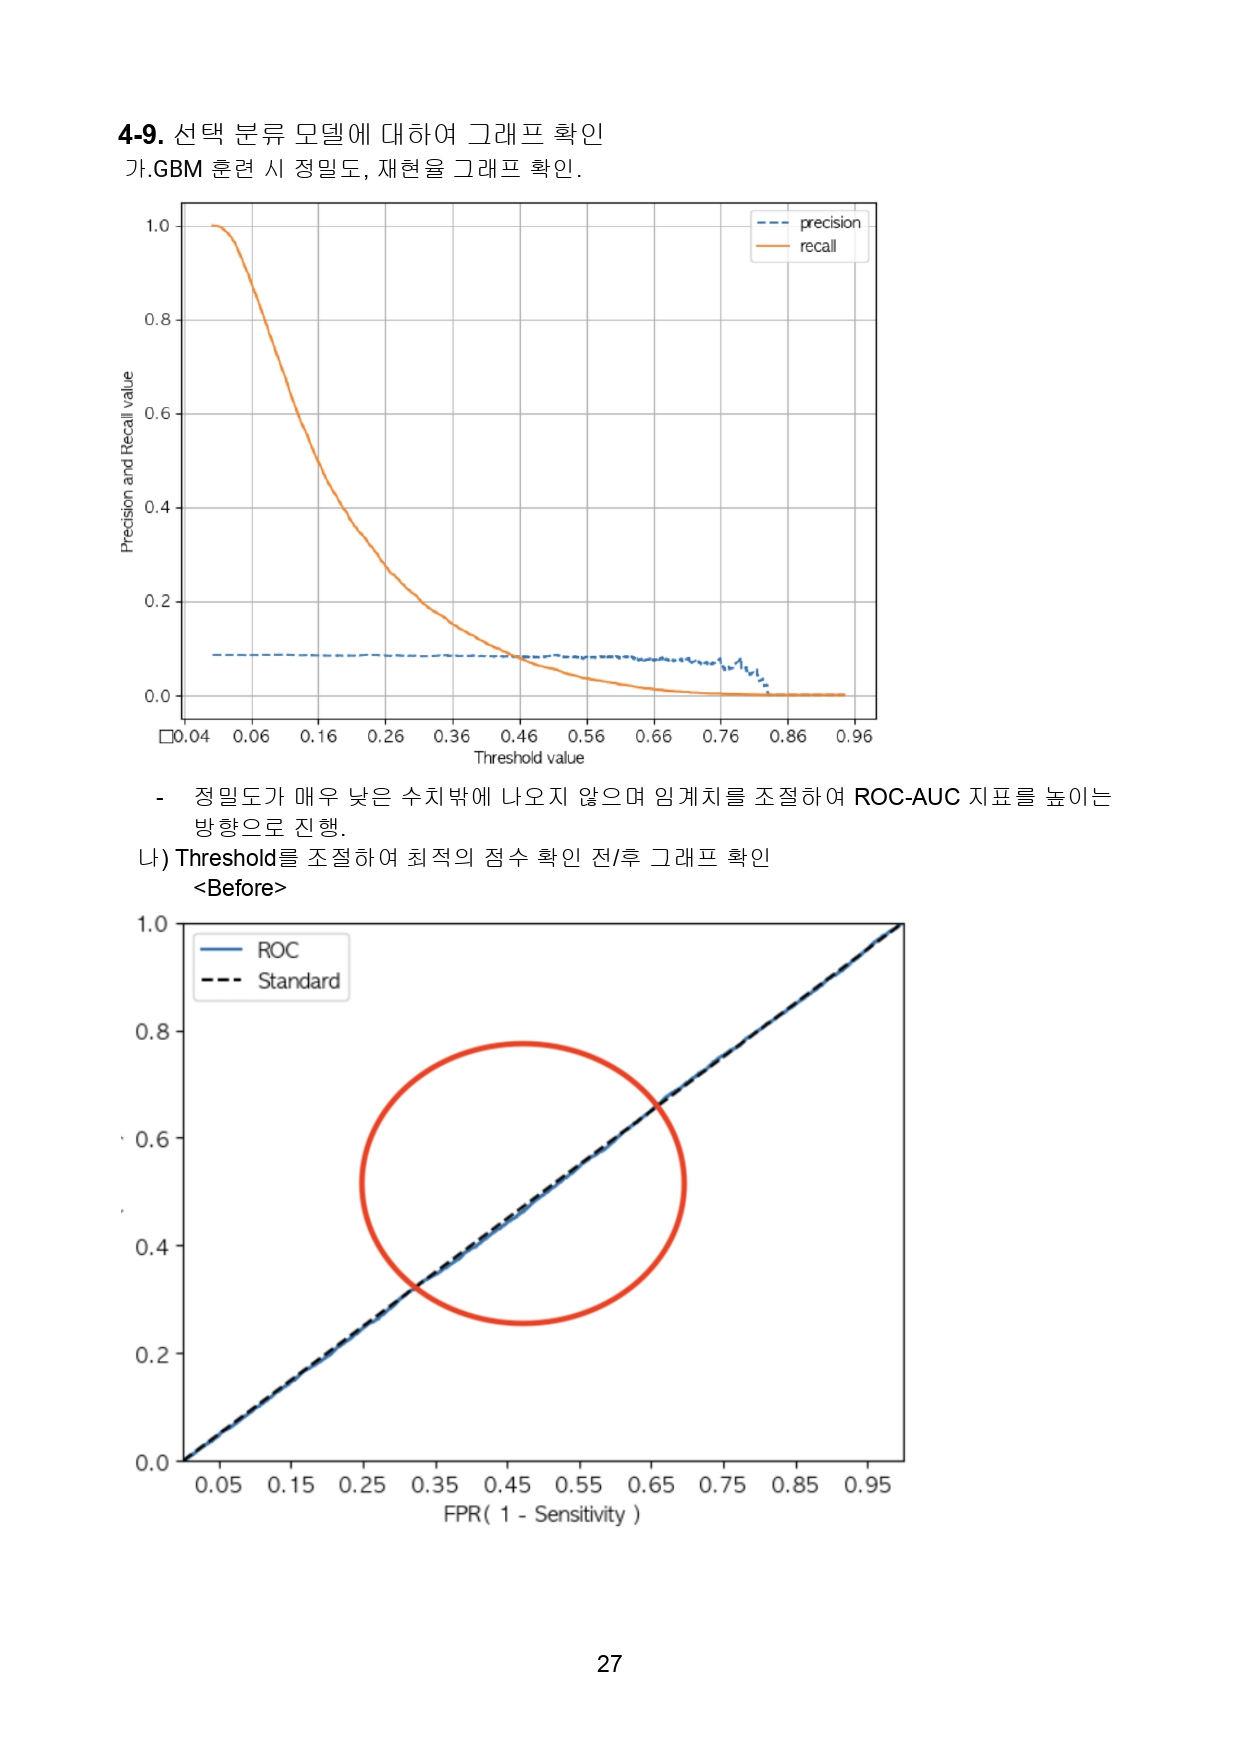 4-9. 선택 분류 모델에 대하여 그래프 확인
가.GBM 훈련 시 정밀도, 재현율 그래프 확인.
precision
recall
1.0
0.8
0.6
0.4
0.2
0.0
Precision and Recall value
□0.04 0.06 0.16 0.26 0.36 0.46 0.56 0.66 0.76 0.86 0.96
Threshold value
- 정밀도가 매우 낮은 수치밖에 나오지 않으며 임계치를 조절하여 ROC-AUC 지표를 높이는
방향으로 진행.
나) Threshold를 조절하여 최적의 점수 확인 전/후 그래프 확인
<Before>
ROC
Standard
1.0
0.8
0.6
0.4
0.2
0.0
0.05 0.15 0.25 0.35 0.45 0.55 0.65 0.75 0.85 0.95
FPR( 1 - Sensitivity )
27